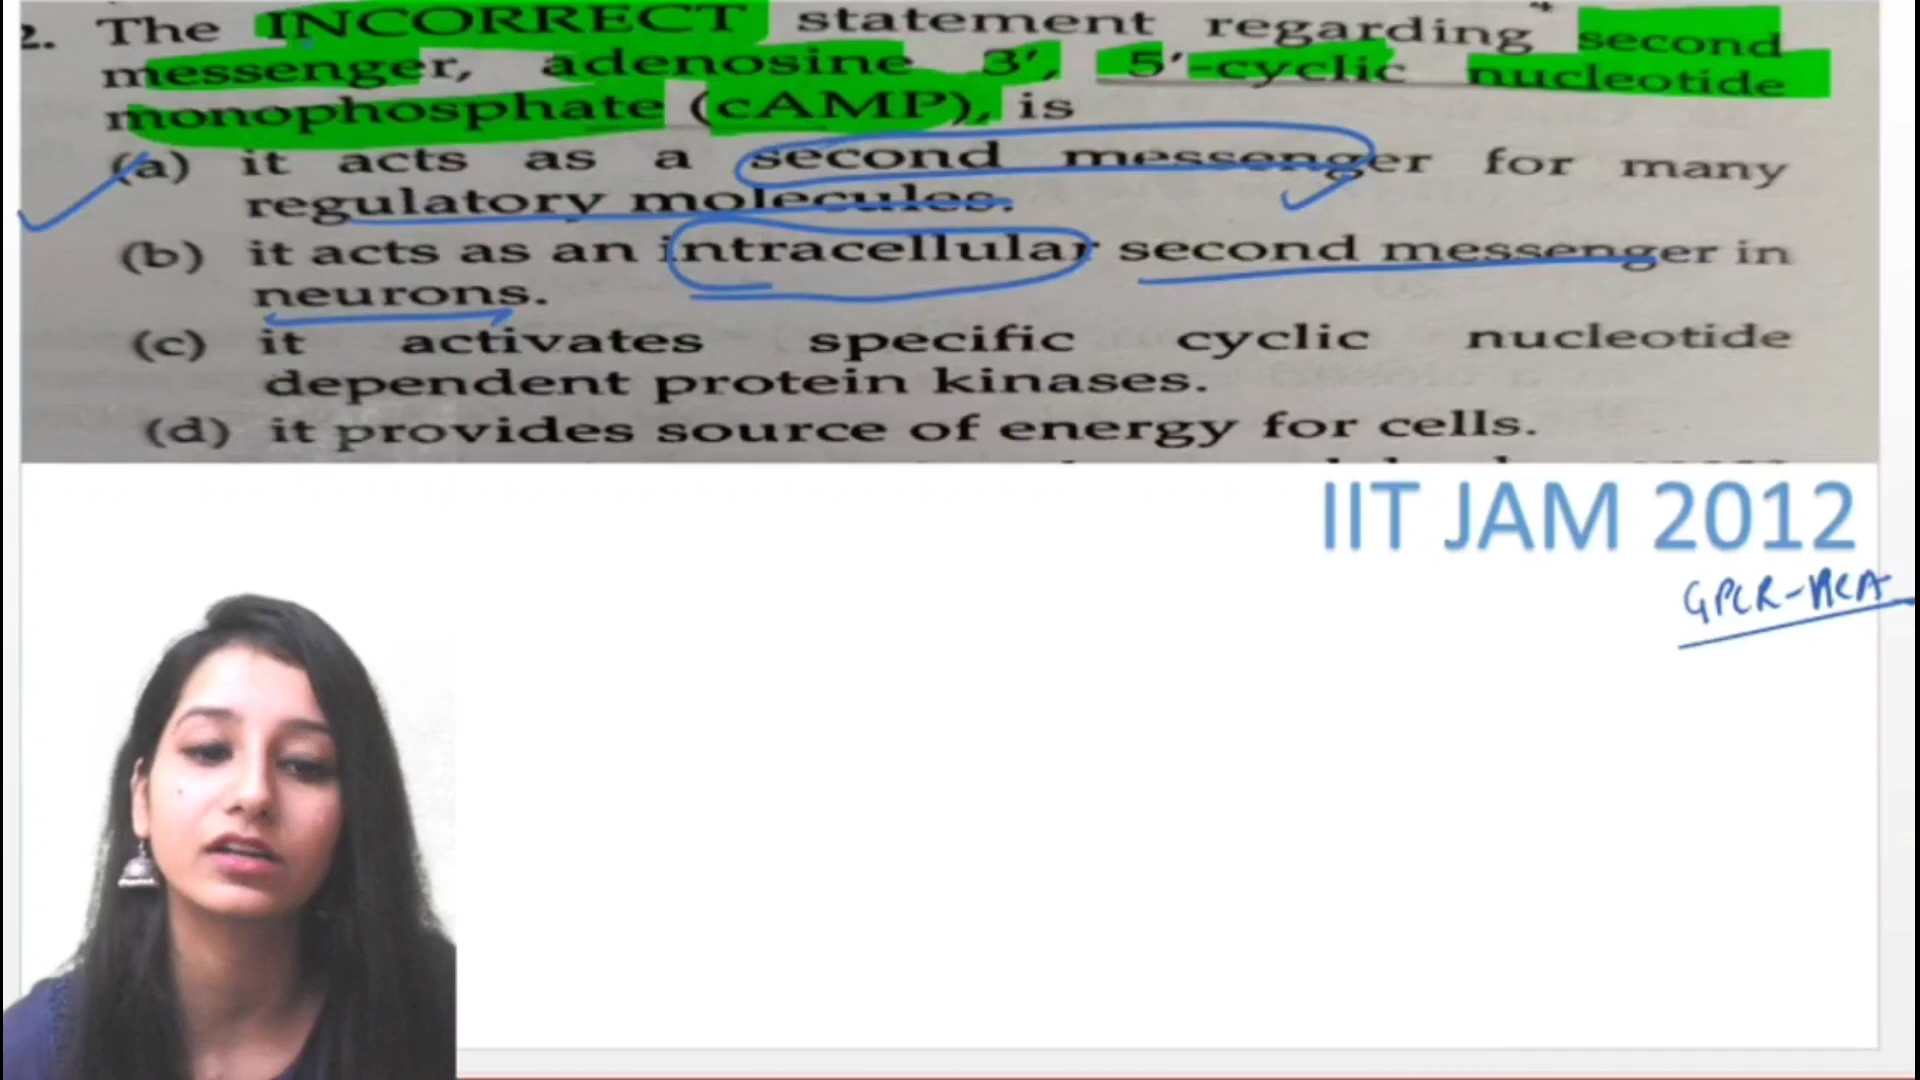 2. The INCORRECT statement regarding second
messenger, adenosine 3′, 5′-cyclic nucleotide
monophosphate (cAMP), is
(a) it acts as a second messenger for many
regulatory molecules.
(b) it acts as an intracellular second messenger in
neurons.
(c) it activates specific cyclic nucleotide
dependent protein kinases.
(d) it provides source of energy for cells.
IIT JAM 2012
GPCR-